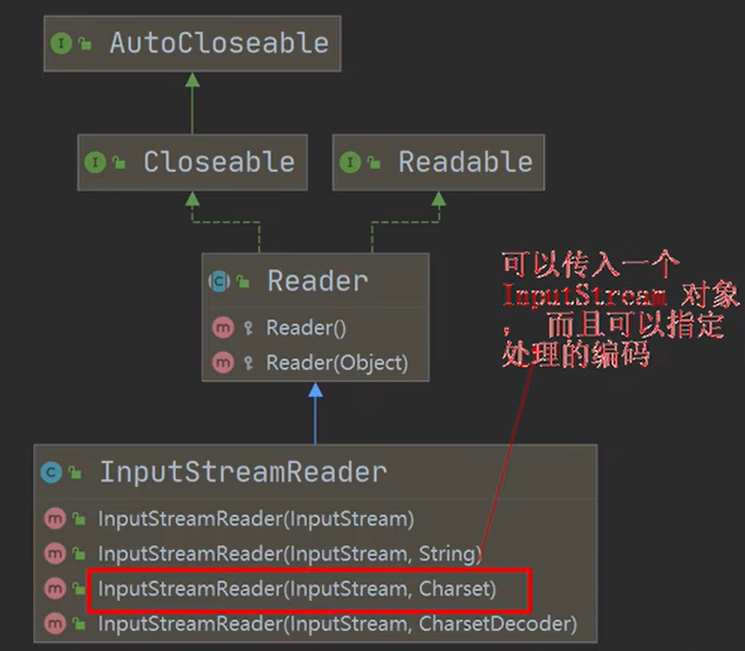 AutoCloseable
Closeable
Readable
Reader
Reader()
Reader(Object)
可以传入一个
InputStream 对象
， 而且可以指定
处理的编码
InputStreamReader
InputStreamReader(InputStream)
InputStreamReader(InputStream, String)
InputStreamReader(InputStream, Charset)
InputStreamReader(InputStream, CharsetDecoder)